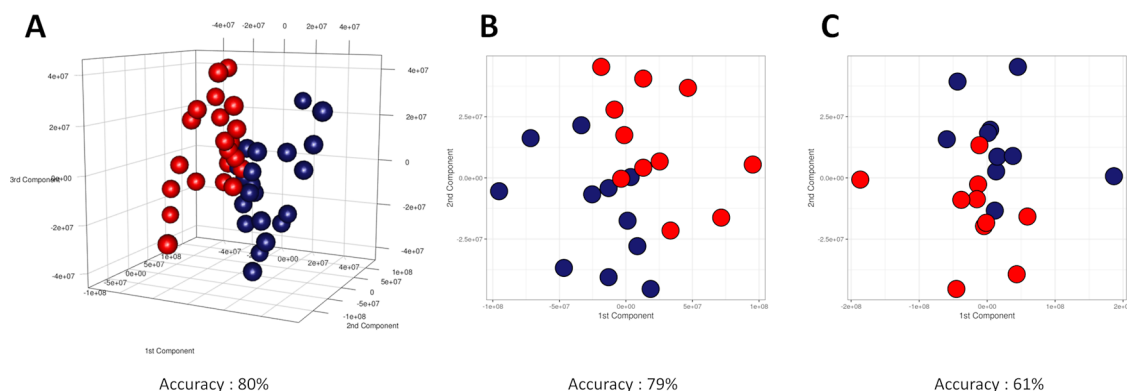 A
-4e+07 -2e+07 0 2e+07 4e+07
4e+07
2e+07
0e+00
-2e+07
-4e+07
3rd Component
4e+07
2e+07
0
-2e+07
-4e+07
-1e+08 -5e+07 0e+00 5e+07 1e+08
-4e+07 -2e+07 0e+00 2e+07 4e+07
1e+08
5e+07
0
-5e+07
-1e+08
2nd Component
1st Component
Accuracy : 80%
B
2nd Component
2.5e+07
0.0e+00
-2.5e+07
-1e+08 -5e+07 0e+00 5e+07 1e+08
1st Component
Accuracy : 79%
C
2nd Component
2.5e+07
0.0e+00
-2.5e+07
-2e+08 -1e+08 0e+00 1e+08 2e+0
1st Component
Accuracy : 61%